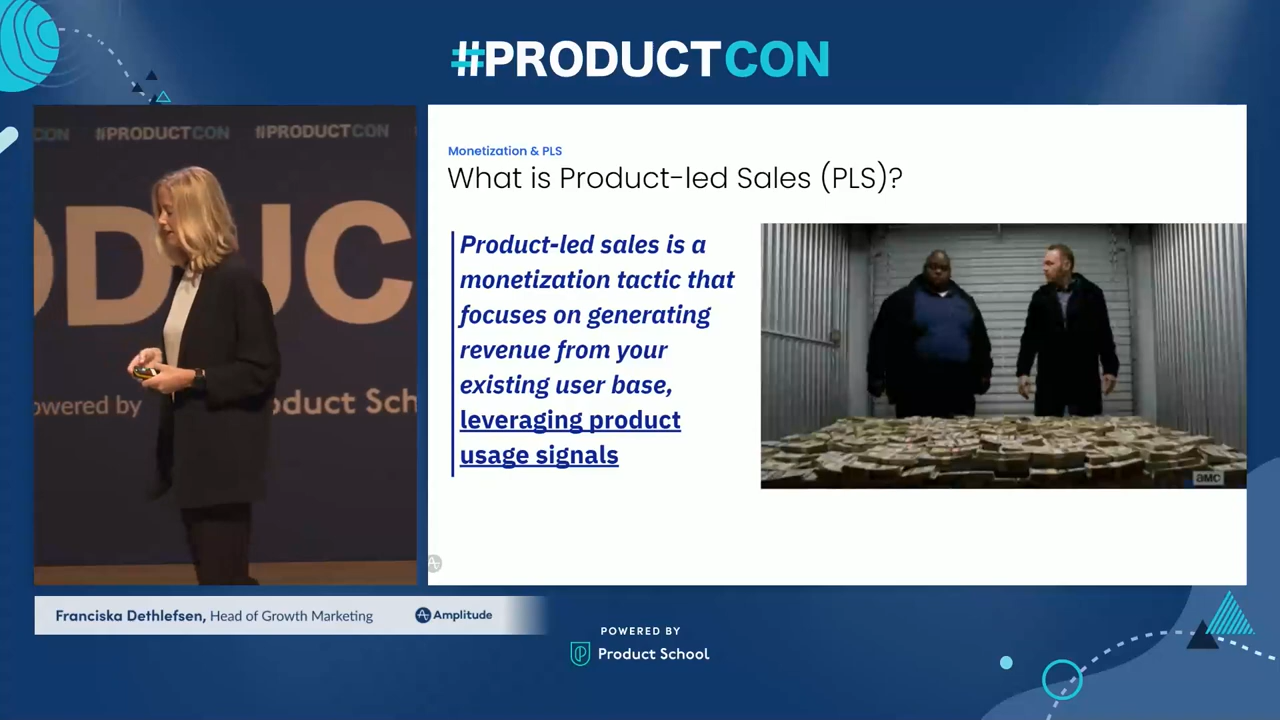 #PRODUCTCON
CON #PRODUCTCON #PRODUCTCON
DUC
owered by oduct Sch
Monetization & PLS
What is Product-led Sales (PLS)?
Product-led sales is a
monetization tactic that
focuses on generating
revenue from your
existing user base,
leveraging product
usage signals
amc
Franciska Dethlefsen, Head of Growth Marketing
Amplitude
POWERED BY
Product School